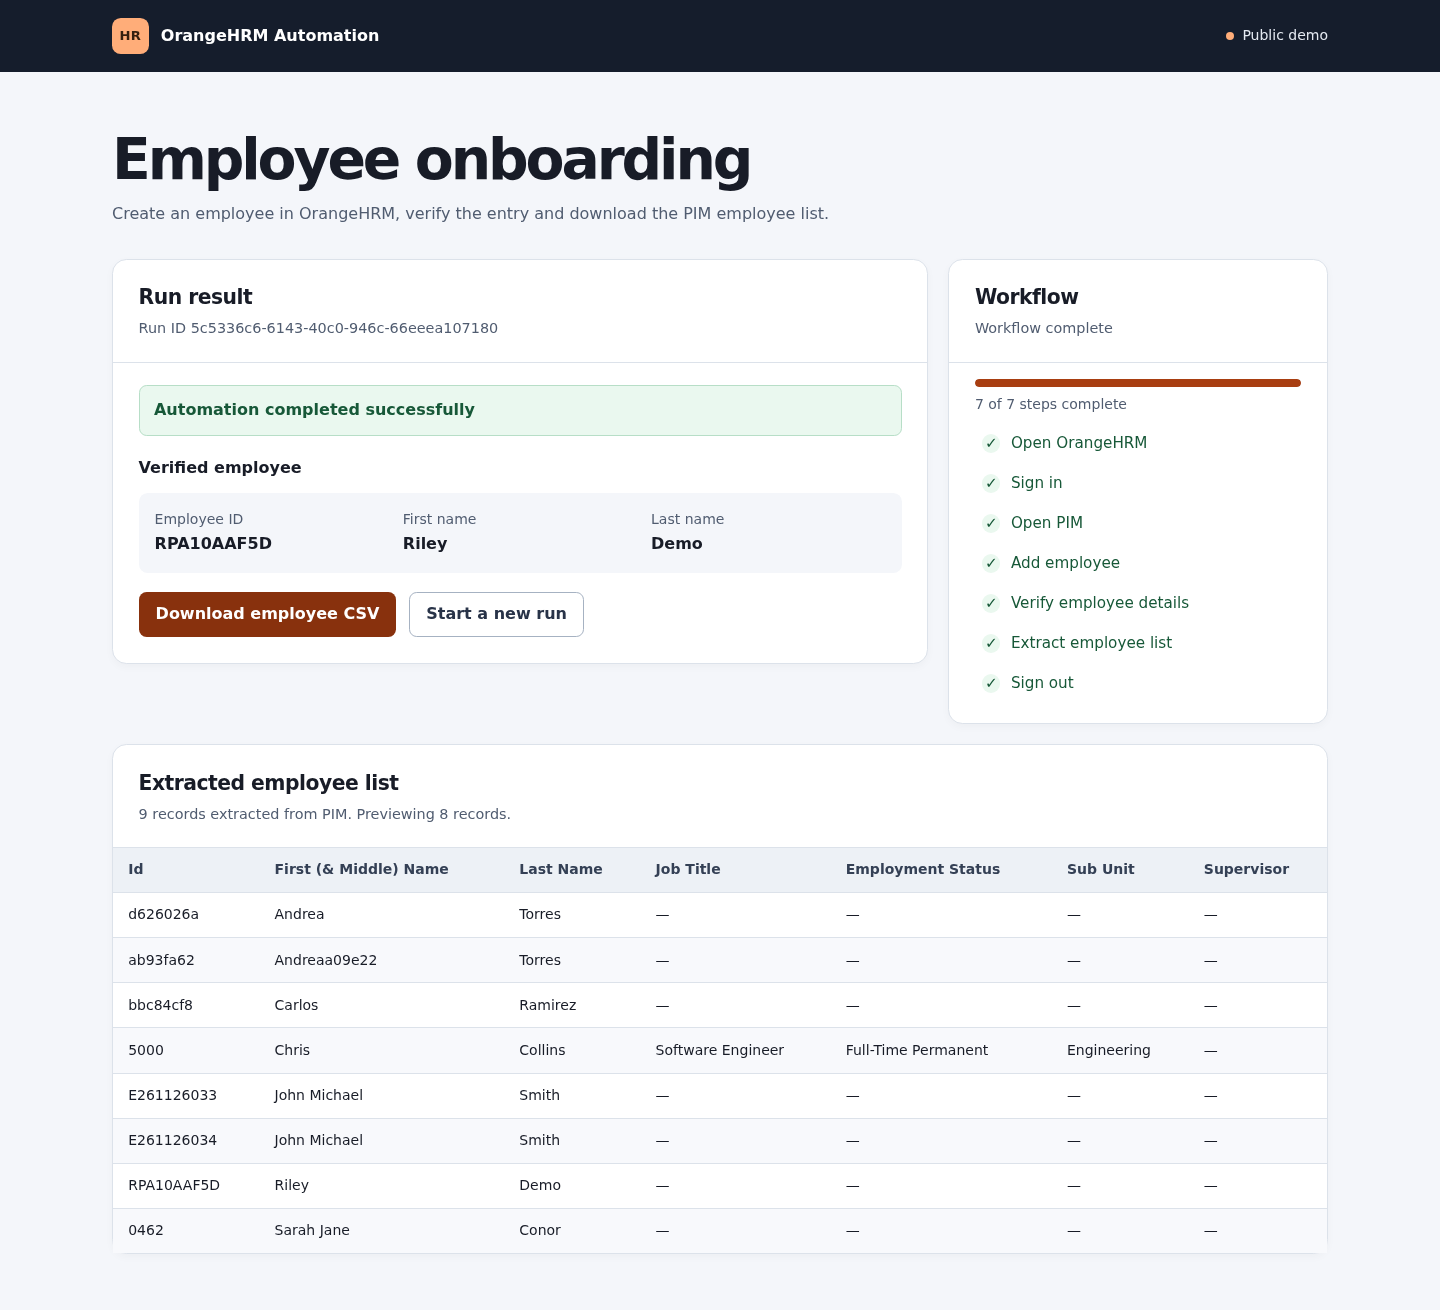 HR OrangeHRM Automation Public demo
Employee onboarding
Create an employee in OrangeHRM, verify the entry and download the PIM employee list.
Run result
Run ID 5c5336c6-6143-40c0-946c-66eeea107180
Automation completed successfully
Verified employee
Employee ID First name Last name
RPA10AAF5D Riley Demo
Download employee CSV Start a new run
Workflow
Workflow complete
7 of 7 steps complete
✓ Open OrangeHRM
✓ Sign in
✓ Open PIM
✓ Add employee
✓ Verify employee details
✓ Extract employee list
✓ Sign out
Extracted employee list
9 records extracted from PIM. Previewing 8 records.
Id First (& Middle) Name Last Name Job Title Employment Status Sub Unit Supervisor
d626026a Andrea Torres — — — —
ab93fa62 Andreaa09e22 Torres — — — —
bbc84cf8 Carlos Ramirez — — — —
5000 Chris Collins Software Engineer Full-Time Permanent Engineering —
E261126033 John Michael Smith — — — —
E261126034 John Michael Smith — — — —
RPA10AAF5D Riley Demo — — — —
0462 Sarah Jane Conor — — — —